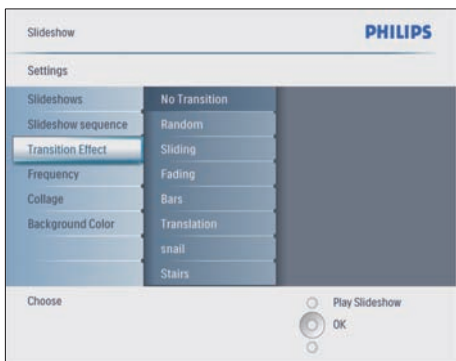 Slideshow
PHILIPS
Settings
Slideshows
Slideshow sequence
Transition Effect
Frequency
Collage
Background Color
No Transition
Random
Sliding
Fading
Bars
Translation
snail
Stairs
Choose
Play Slideshow
OK